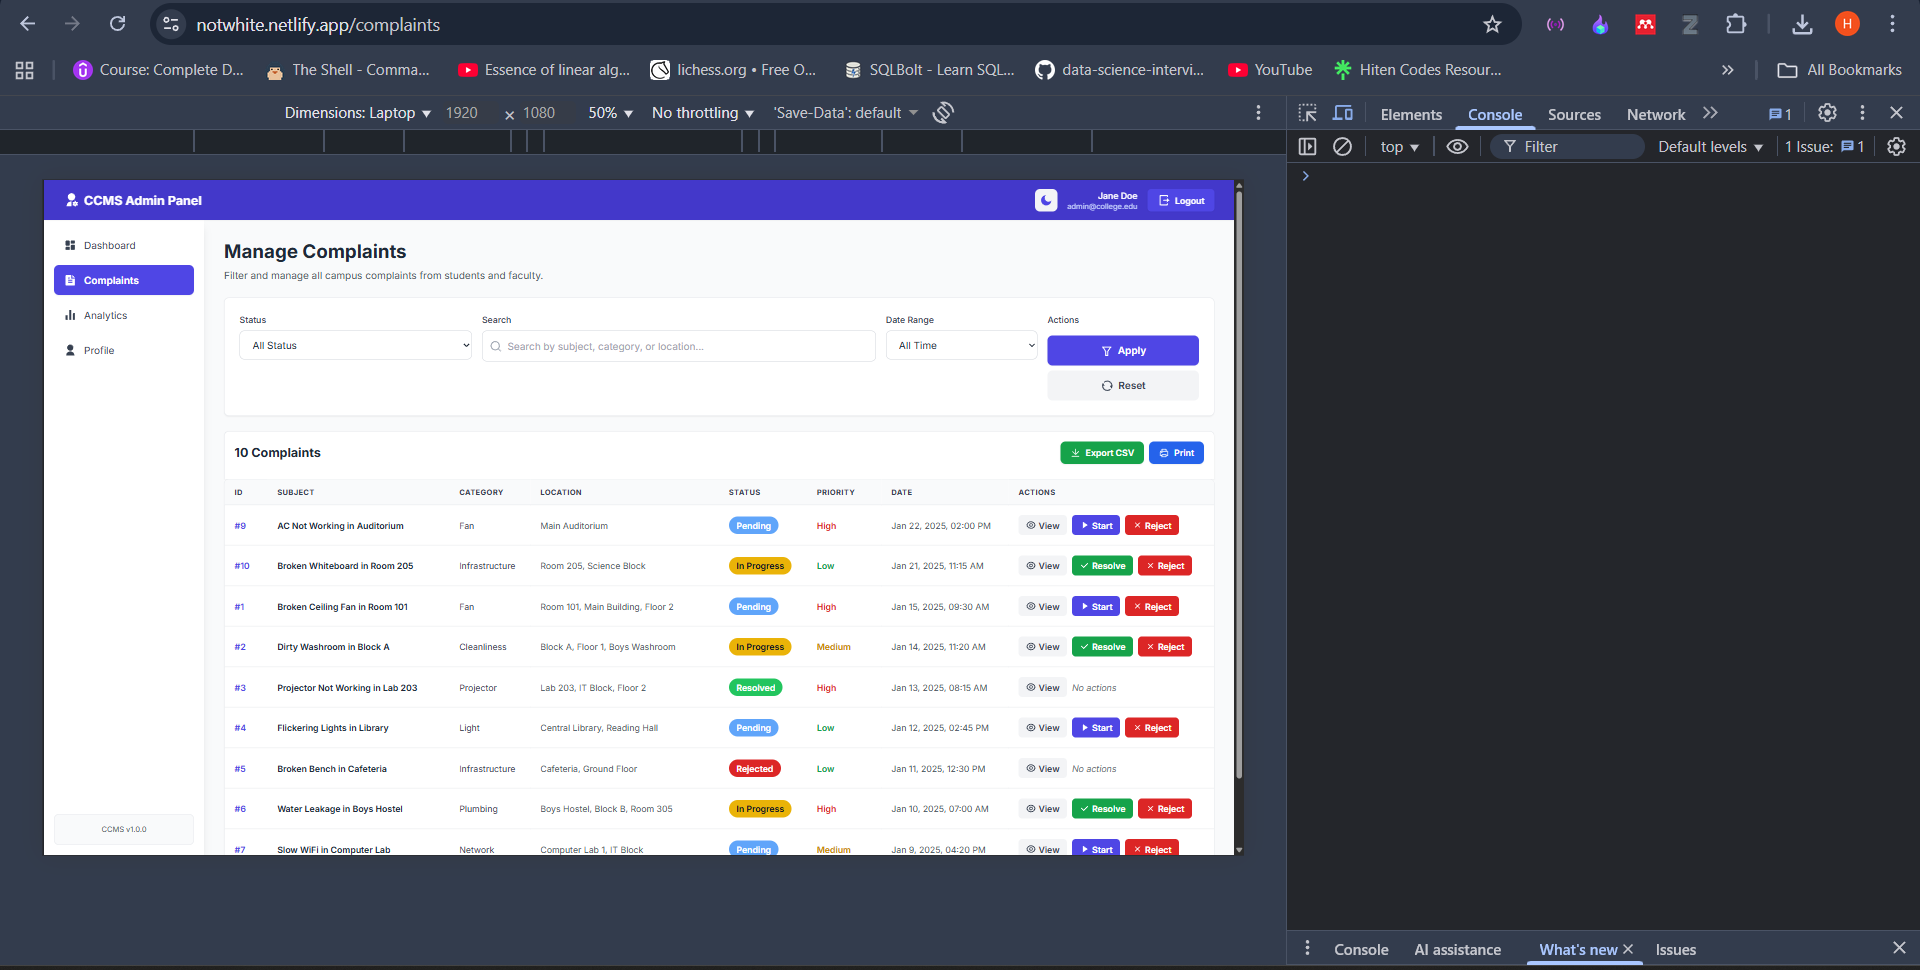 notwhite.netlify.app/complaints
H
Course: Complete D...
The Shell - Comma...
Essence of linear alg...
lichess.org • Free O...
SQLBolt - Learn SQL...
data-science-intervi...
YouTube
Hiten Codes Resour...
All Bookmarks
Dimensions: Laptop 1920 × 1080 50% No throttling 'Save-Data': default
Elements Console Sources Network 1
top Filter Default levels 1 Issue: 1
CCMS Admin Panel
Jane Doe
admin@college.edu
Logout
Dashboard
Complaints
Analytics
Profile
CCMS v1.0.0
Manage Complaints
Filter and manage all campus complaints from students and faculty.
Status Search Date Range Actions
All Status Search by subject, category, or location... All Time Apply
Reset
10 Complaints Export CSV Print
ID SUBJECT CATEGORY LOCATION STATUS PRIORITY DATE ACTIONS
#9 AC Not Working in Auditorium Fan Main Auditorium Pending High Jan 22, 2025, 02:00 PM View Start Reject
#10 Broken Whiteboard in Room 205 Infrastructure Room 205, Science Block In Progress Low Jan 21, 2025, 11:15 AM View Resolve Reject
#1 Broken Ceiling Fan in Room 101 Fan Room 101, Main Building, Floor 2 Pending High Jan 15, 2025, 09:30 AM View Start Reject
#2 Dirty Washroom in Block A Cleanliness Block A, Floor 1, Boys Washroom In Progress Medium Jan 14, 2025, 11:20 AM View Resolve Reject
#3 Projector Not Working in Lab 203 Projector Lab 203, IT Block, Floor 2 Resolved High Jan 13, 2025, 08:15 AM View No actions
#4 Flickering Lights in Library Light Central Library, Reading Hall Pending Low Jan 12, 2025, 02:45 PM View Start Reject
#5 Broken Bench in Cafeteria Infrastructure Cafeteria, Ground Floor Rejected Low Jan 11, 2025, 12:30 PM View No actions
#6 Water Leakage in Boys Hostel Plumbing Boys Hostel, Block B, Room 305 In Progress High Jan 10, 2025, 07:00 AM View Resolve Reject
#7 Slow WiFi in Computer Lab Network Computer Lab 1, IT Block Pending Medium Jan 9, 2025, 04:20 PM View Start Reject
Console AI assistance What's new Issues